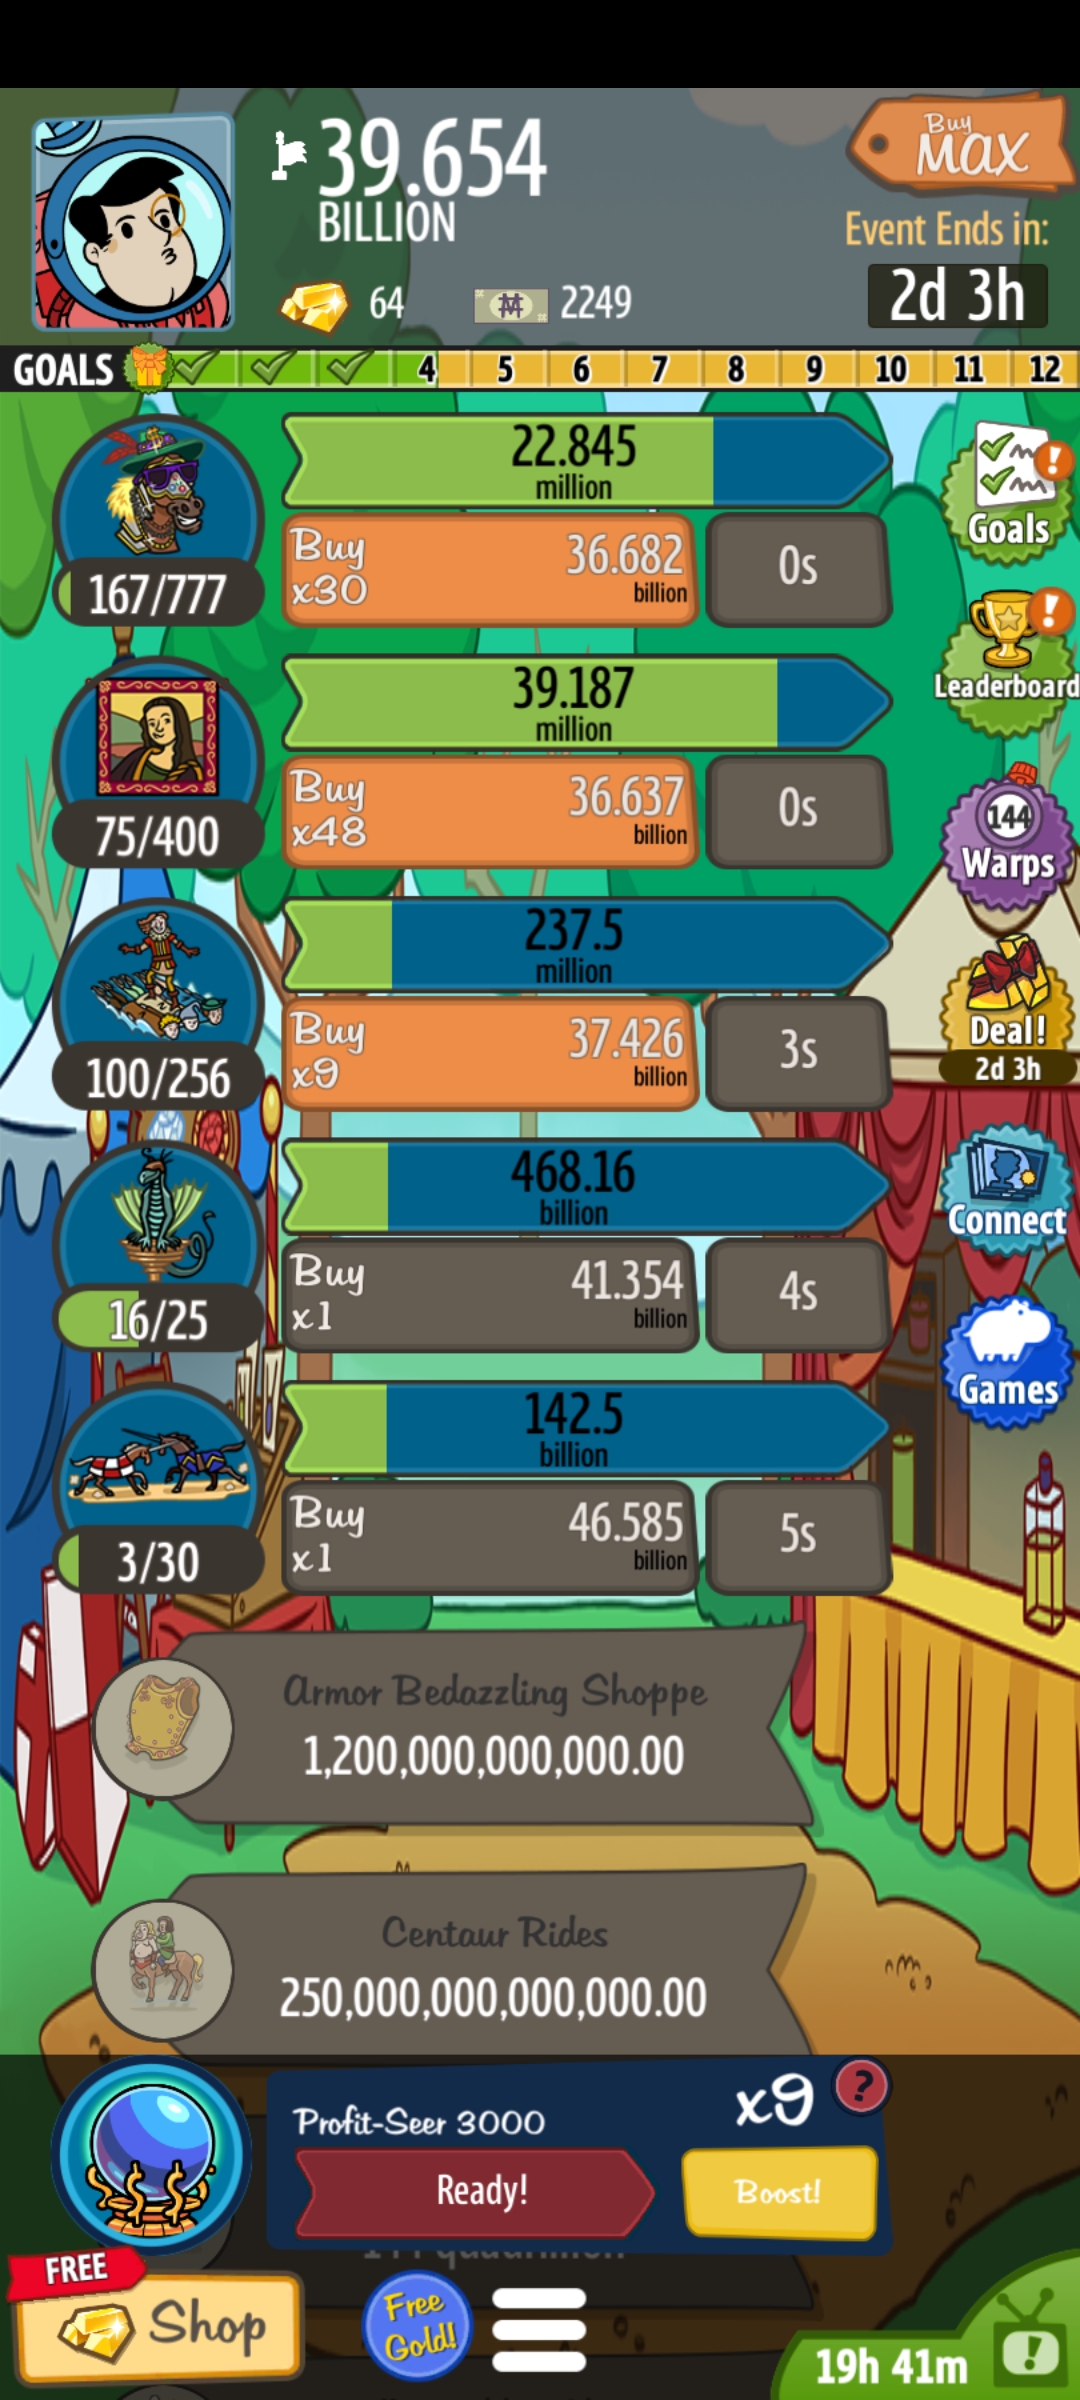 39.654
BILLION
Buy
MAX
Event Ends in:
2d 3h
64
2249
GOALS
4 5 6 7 8 9 10 11 12
22.845
million
Buy
x30
36.682
billion
0s
167/777
Goals
Leaderboard
39.187
million
Buy
x48
36.637
billion
0s
75/400
144
Warps
237.5
million
Buy
x9
37.426
billion
3s
100/256
Deal!
2d 3h
468.16
billion
Buy
x1
41.354
billion
4s
16/25
Connect
Games
142.5
billion
Buy
x1
46.585
billion
5s
3/30
Armor Bedazzling Shoppe
1,200,000,000,000.00
Centaur Rides
250,000,000,000,000.00
Profit-Seer 3000
x9
?
Ready!
Boost!
FREE
Shop
Free
Gold!
19h 41m